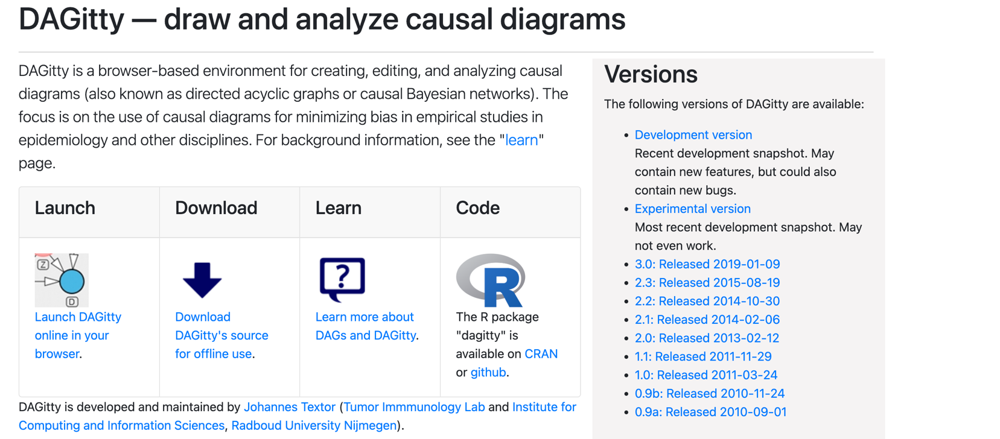 DAGitty — draw and analyze causal diagrams
DAGitty is a browser-based environment for creating, editing, and analyzing causal
diagrams (also known as directed acyclic graphs or causal Bayesian networks). The
focus is on the use of causal diagrams for minimizing bias in empirical studies in
epidemiology and other disciplines. For background information, see the "learn"
page.
Launch
Download
Learn
Code
Z
D
Launch DAGitty
online in your
browser.
Download
DAGitty's source
for offline use.
?
Learn more about
DAGs and DAGitty.
R
The R package
"dagitty" is
available on CRAN
or github.
DAGitty is developed and maintained by Johannes Textor (Tumor Immmunology Lab and Institute for
Computing and Information Sciences, Radboud University Nijmegen).
Versions
The following versions of DAGitty are available:
• Development version
Recent development snapshot. May
contain new features, but could also
contain new bugs.
• Experimental version
Most recent development snapshot. May
not even work.
• 3.0: Released 2019-01-09
• 2.3: Released 2015-08-19
• 2.2: Released 2014-10-30
• 2.1: Released 2014-02-06
• 2.0: Released 2013-02-12
• 1.1: Released 2011-11-29
• 1.0: Released 2011-03-24
• 0.9b: Released 2010-11-24
• 0.9a: Released 2010-09-01